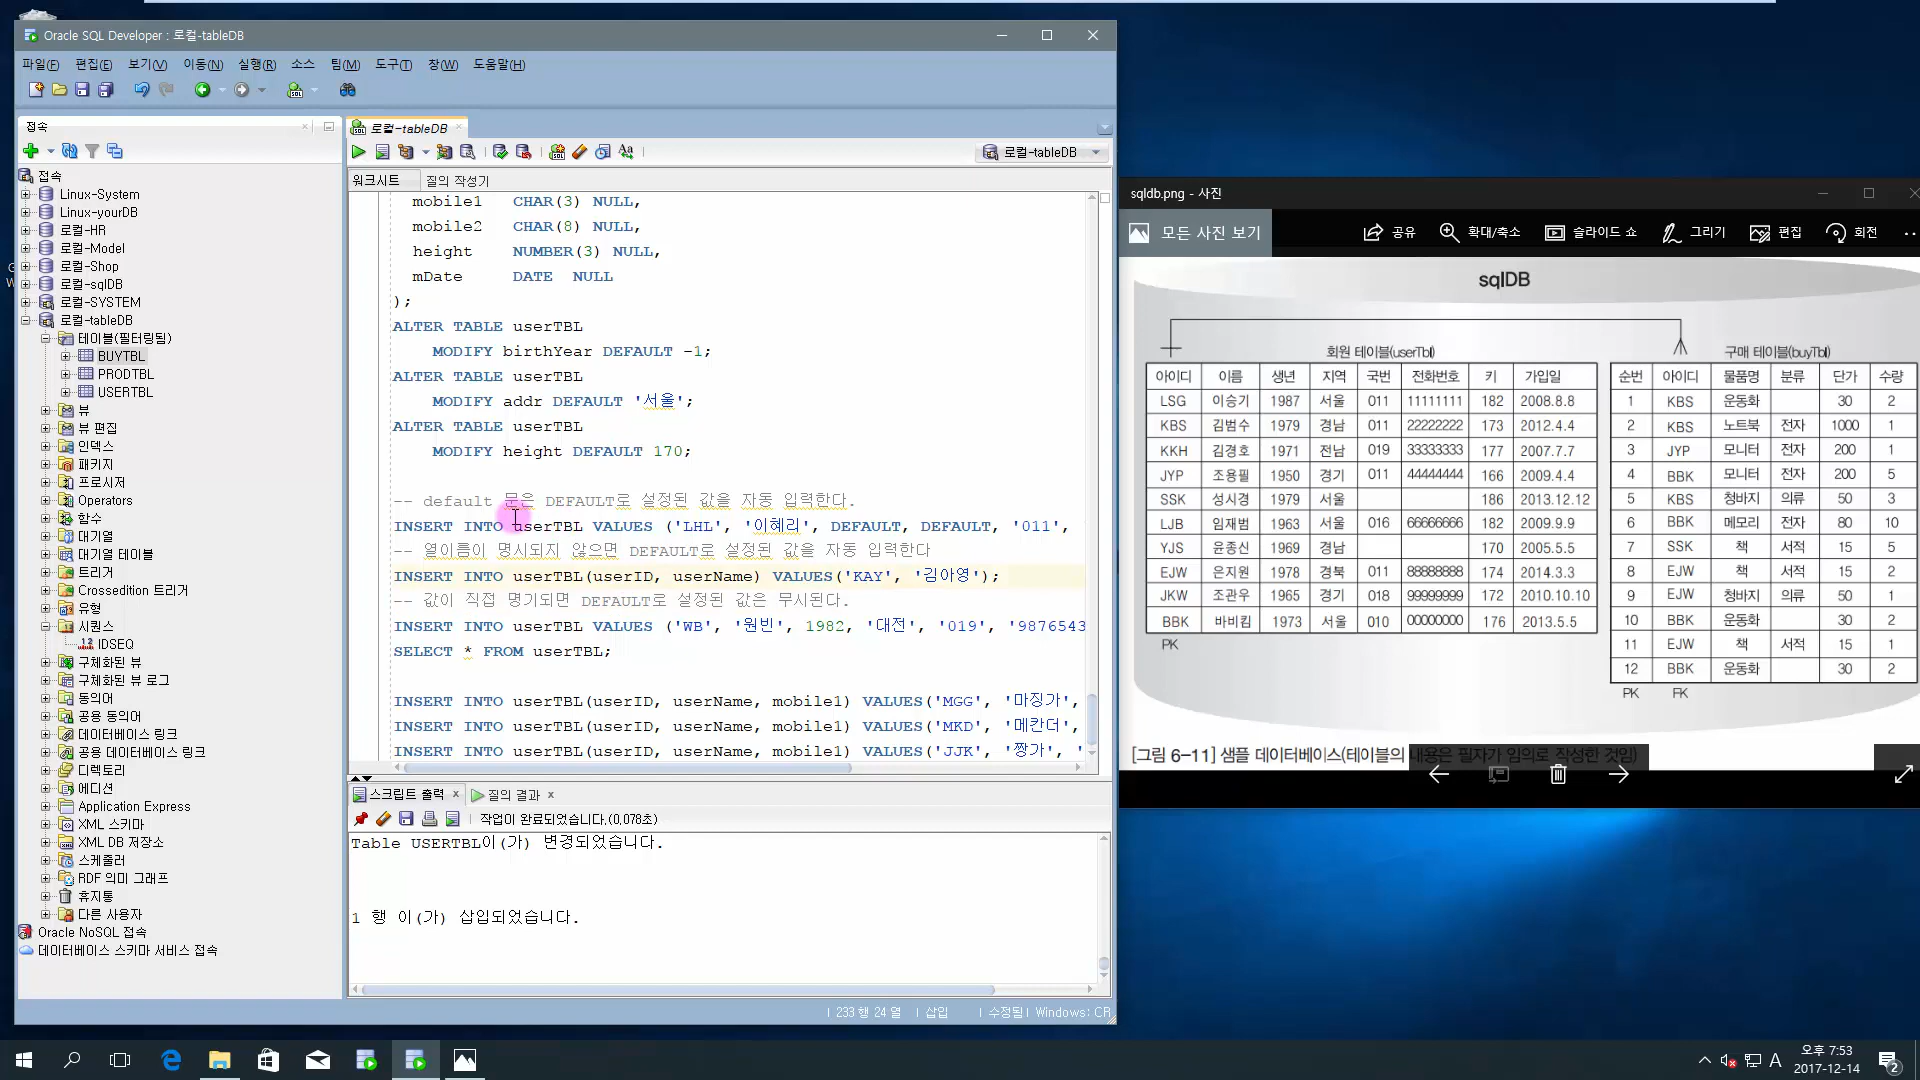 Oracle SQL Developer : 로컬-tableDB
파일(F) 편집(E) 보기(V) 이동(N) 실행(R) 소스 팀(M) 도구(T) 창(W) 도움말(H)
접속
접속
Linux-System
Linux-yourDB
로컬-HR
로컬-Model
로컬-Shop
로컬-sqlDB
로컬-SYSTEM
로컬-tableDB
테이블(필터링됨)
BUYTBL
PRODTBL
USERTBL
뷰
뷰 편집
인덱스
패키지
프로시저
Operators
함수
대기열
대기열 테이블
트리거
Crossedition 트리거
유형
시퀀스
IDSEQ
구체화된 뷰
구체화된 뷰 로그
동의어
공용 동의어
데이터베이스 링크
공용 데이터베이스 링크
디렉토리
에디션
Application Express
XML 스키마
XML DB 저장소
스케줄러
RDF 의미 그래프
휴지통
다른 사용자
Oracle NoSQL 접속
데이터베이스 스키마 서비스 접속
로컬-tableDB
로컬-tableDB
워크시트 질의 작성기
mobile1 CHAR(3) NULL,
mobile2 CHAR(8) NULL,
height NUMBER(3) NULL,
mDate DATE NULL
);
ALTER TABLE userTBL
MODIFY birthYear DEFAULT -1;
ALTER TABLE userTBL
MODIFY addr DEFAULT '서울';
ALTER TABLE userTBL
MODIFY height DEFAULT 170;
-- default 문은 DEFAULT로 설정된 값을 자동 입력한다.
INSERT INTO userTBL VALUES ('LHL', '이혜리', DEFAULT, DEFAULT, '011',
-- 열이름이 명시되지 않으면 DEFAULT로 설정된 값을 자동 입력한다
INSERT INTO userTBL(userID, userName) VALUES('KAY', '김아영');
-- 값이 직접 명기되면 DEFAULT로 설정된 값은 무시된다.
INSERT INTO userTBL VALUES ('WB', '원빈', 1982, '대전', '019', '9876543
SELECT * FROM userTBL;
INSERT INTO userTBL(userID, userName, mobile1) VALUES('MGG', '마징가',
INSERT INTO userTBL(userID, userName, mobile1) VALUES('MKD', '메칸더',
INSERT INTO userTBL(userID, userName, mobile1) VALUES('JJK', '짱가', '
스크립트 출력 질의 결과
작업이 완료되었습니다.(0,078초)
Table USERTBL이(가) 변경되었습니다.
1 행 이(가) 삽입되었습니다.
233 행 24 열 삽입 수정됨 Windows: CR
sqldb.png - 사진
모든 사진 보기 공유 확대/축소 슬라이드 쇼 그리기 편집 회전
sqlDB
회원 테이블(userTbl)
아이디 이름 생년 지역 국번 전화번호 키 가입일
LSG 이승기 1987 서울 011 11111111 182 2008.8.8
KBS 김범수 1979 경남 011 22222222 173 2012.4.4
KKH 김경호 1971 전남 019 33333333 177 2007.7.7
JYP 조용필 1950 경기 011 44444444 166 2009.4.4
SSK 성시경 1979 서울 186 2013.12.12
LJB 임재범 1963 서울 016 66666666 182 2009.9.9
YJS 윤종신 1969 경남 170 2005.5.5
EJW 은지원 1978 경북 011 88888888 174 2014.3.3
JKW 조관우 1965 경기 018 99999999 172 2010.10.10
BBK 바비킴 1973 서울 010 00000000 176 2013.5.5
PK
구매 테이블(buyTbl)
순번 아이디 물품명 분류 단가 수량
1 KBS 운동화 30 2
2 KBS 노트북 전자 1000 1
3 JYP 모니터 전자 200 1
4 BBK 모니터 전자 200 5
5 KBS 청바지 의류 50 3
6 BBK 메모리 전자 80 10
7 SSK 책 서적 15 5
8 EJW 책 서적 15 2
9 EJW 청바지 의류 50 1
10 BBK 운동화 30 2
11 EJW 책 서적 15 1
12 BBK 운동화 30 2
PK FK
[그림 6-11] 샘플 데이터베이스(테이블의 내용은 필자가 임의로 작성한 것임)
A
오후 7:53
2017-12-14
2